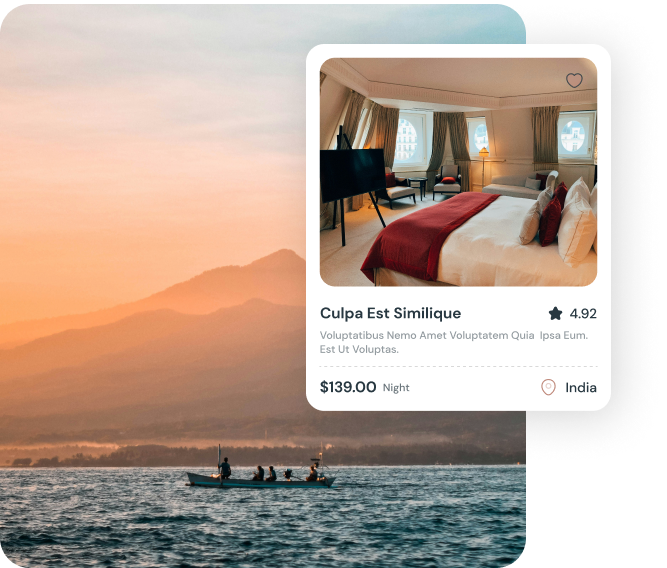 Culpa Est Similique
4.92
Voluptatibus Nemo Amet Voluptatem Quia Ipsa Eum.
Est Ut Voluptas.
$139.00 Night
India